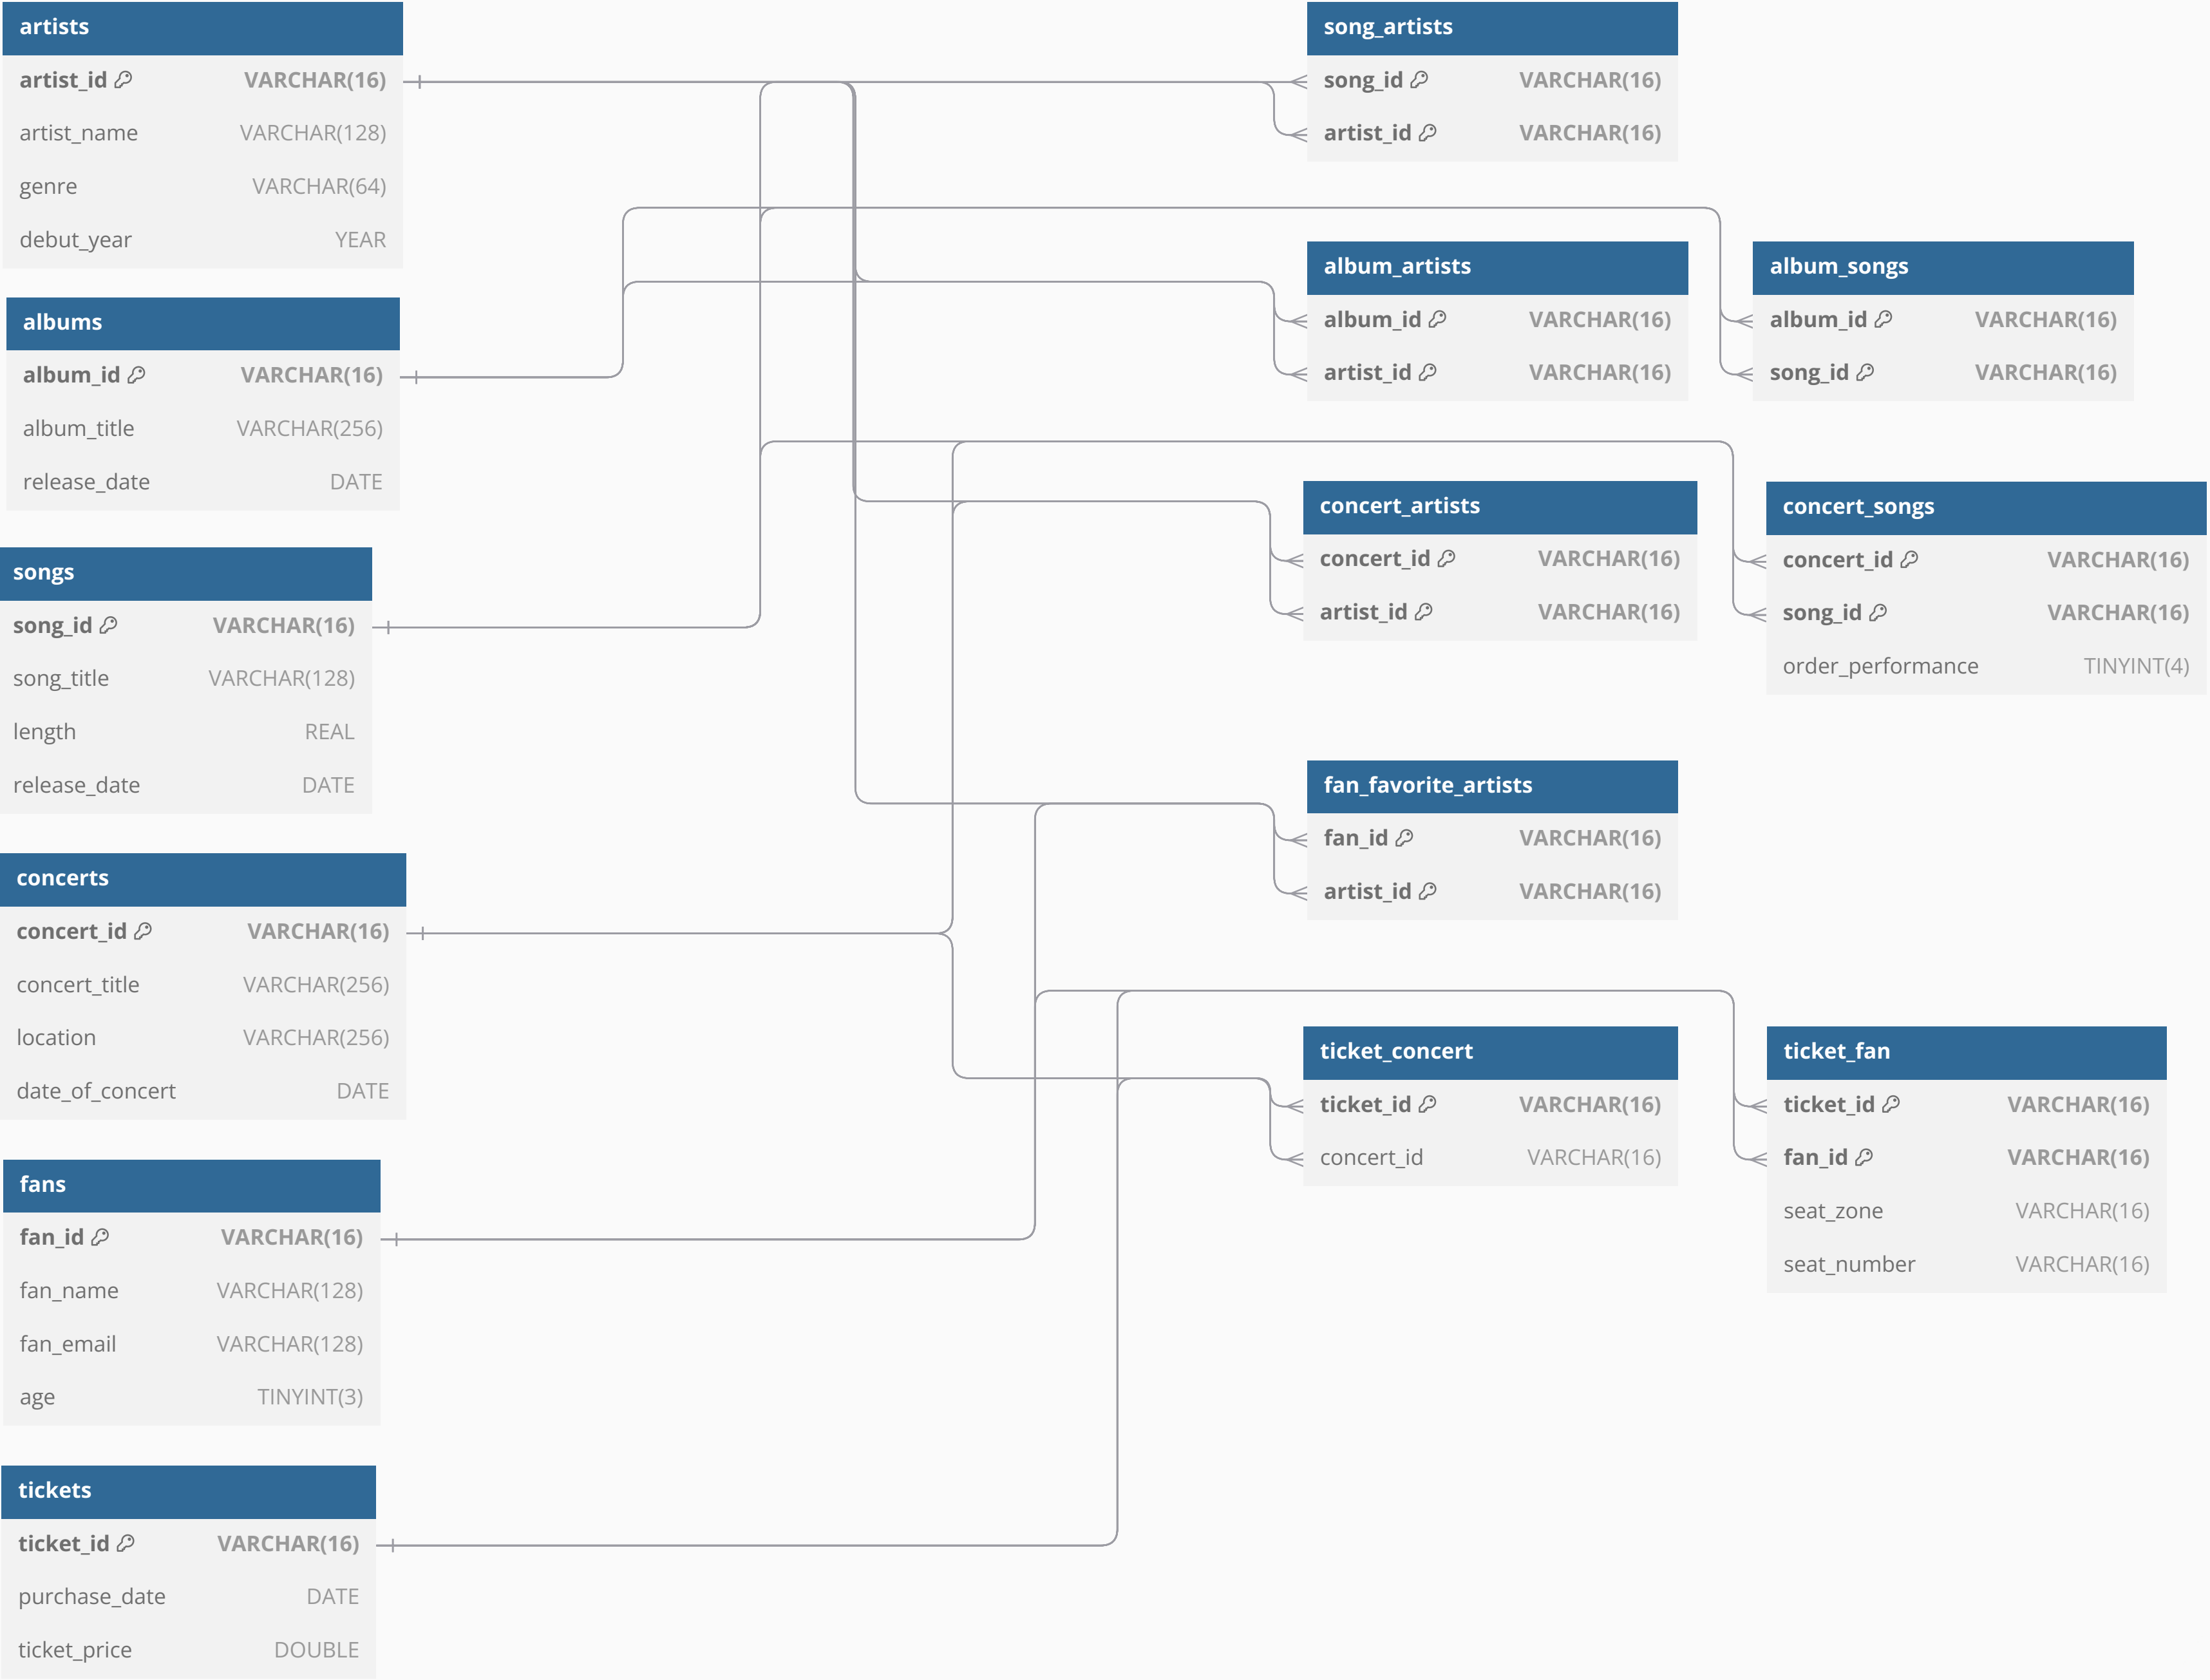 artists
artist_id VARCHAR(16)
artist_name VARCHAR(128)
genre VARCHAR(64)
debut_year YEAR
albums
album_id VARCHAR(16)
album_title VARCHAR(256)
release_date DATE
songs
song_id VARCHAR(16)
song_title VARCHAR(128)
length REAL
release_date DATE
concerts
concert_id VARCHAR(16)
concert_title VARCHAR(256)
location VARCHAR(256)
date_of_concert DATE
fans
fan_id VARCHAR(16)
fan_name VARCHAR(128)
fan_email VARCHAR(128)
age TINYINT(3)
tickets
ticket_id VARCHAR(16)
purchase_date DATE
ticket_price DOUBLE
song_artists
song_id VARCHAR(16)
artist_id VARCHAR(16)
album_artists
album_id VARCHAR(16)
artist_id VARCHAR(16)
album_songs
album_id VARCHAR(16)
song_id VARCHAR(16)
concert_artists
concert_id VARCHAR(16)
artist_id VARCHAR(16)
concert_songs
concert_id VARCHAR(16)
song_id VARCHAR(16)
order_performance TINYINT(4)
fan_favorite_artists
fan_id VARCHAR(16)
artist_id VARCHAR(16)
ticket_concert
ticket_id VARCHAR(16)
concert_id VARCHAR(16)
ticket_fan
ticket_id VARCHAR(16)
fan_id VARCHAR(16)
seat_zone VARCHAR(16)
seat_number VARCHAR(16)